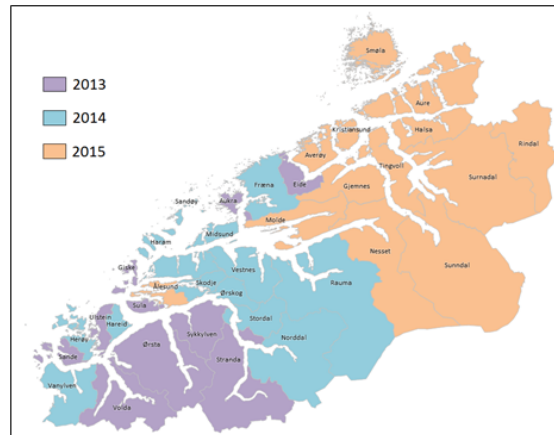 2013
2014
2015
Smøla
Aure
Kristiansund
Halsa
Rindal
Averøy
Tingvoll
Surnadal
Fræna
Eide
Gjemnes
Aukra
Sandøy
Molde
Midsund
Haram
Nesset
Sunndal
Vestnes
Giske
Rauma
Ålesund
Skodje
Ørskog
Sula
Stordal
Ulstein
Hareid
Norddal
Herøy
Sykkylven
Ørsta
Sande
Stranda
Vanylven
Volda